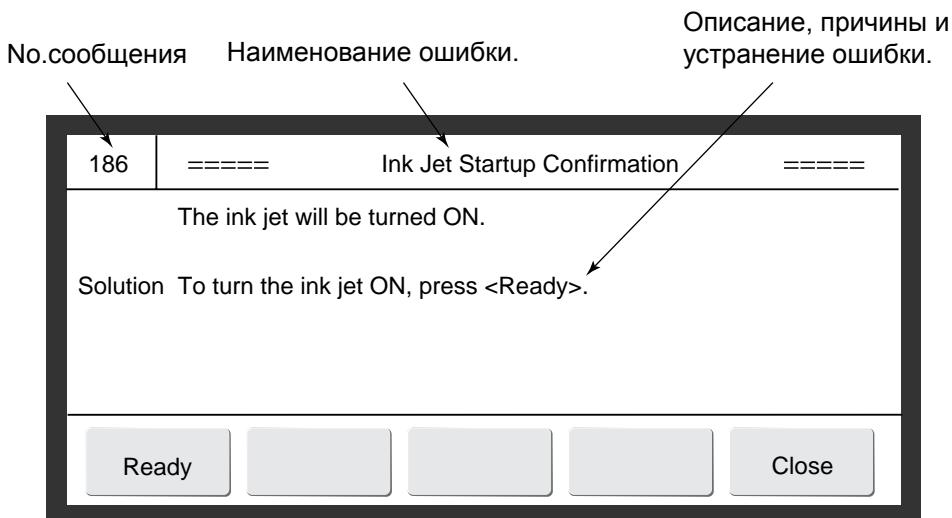 Описание, причины и
устранение ошибки.
No.сообщения
Наименование ошибки.
186 ===== Ink Jet Startup Confirmation =====
The ink jet will be turned ON.
Solution To turn the ink jet ON, press <Ready>.
Ready Close